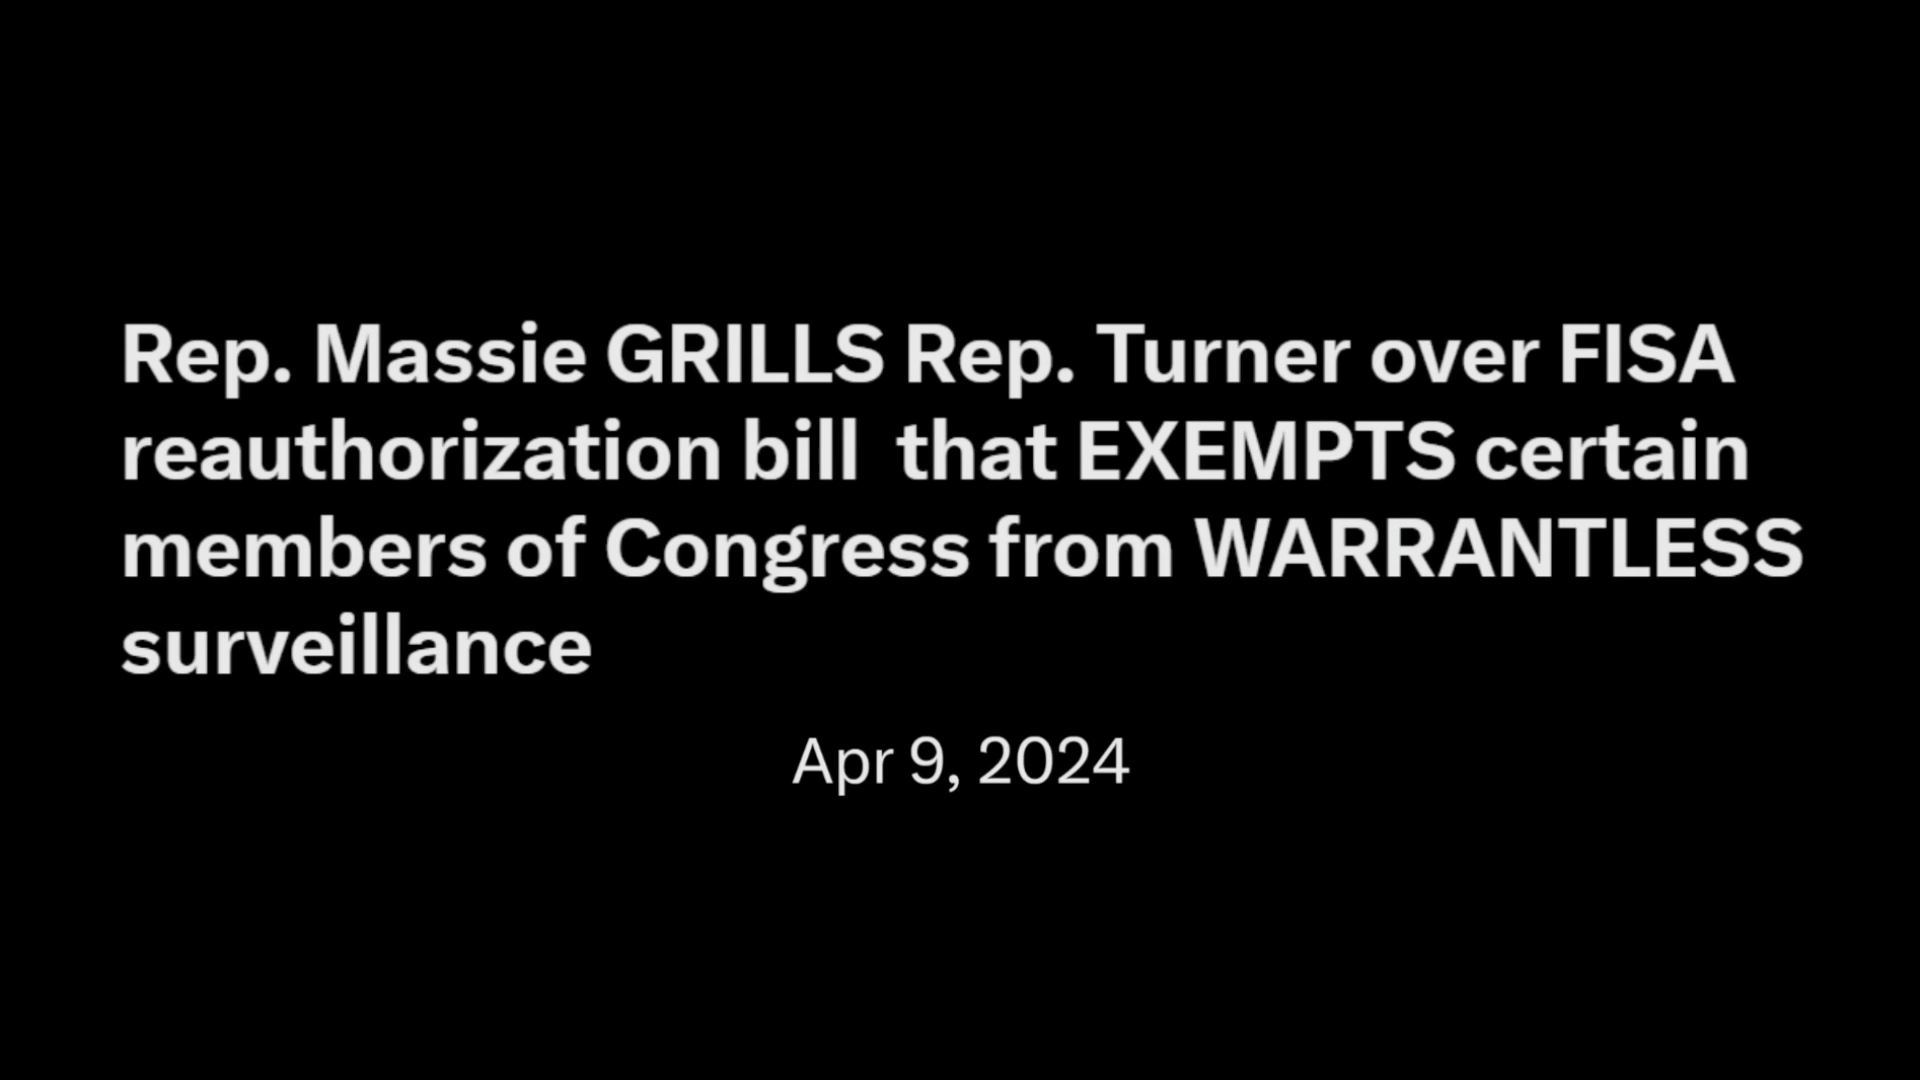 Rep. Massie GRILLS Rep. Turner over FISA
reauthorization bill  that EXEMPTS certain
members of Congress from WARRANTLESS
surveillance
Apr 9, 2024